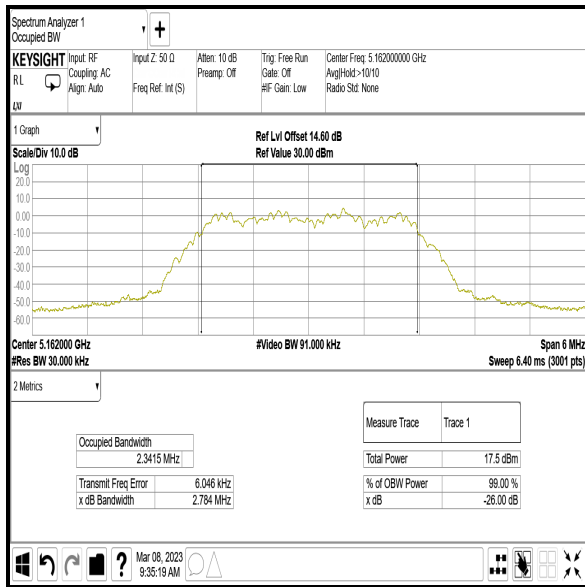 Spectrum Analyzer 1
Occupied BW
KEYSIGHT Input: RF Input Z: 50 Ω Atten: 10 dB Trig: Free Run Center Freq: 5.162000000 GHz
RL Coupling: AC Preamp: Off Gate: Off Avg|Hold:>10/10
Align: Auto Freq Ref: Int (S) #IF Gain: Low Radio Std: None
LXI
1 Graph
Ref Lvl Offset 14.60 dB
Scale/Div 10.0 dB Ref Value 30.00 dBm
Log
20.0
10.0
0.00
-10.0
-20.0
-30.0
-40.0
-50.0
-60.0
Center 5.162000 GHz #Video BW 91.000 kHz Span 6 MHz
#Res BW 30.000 kHz Sweep 6.40 ms (3001 pts)
2 Metrics
Measure Trace Trace 1
Occupied Bandwidth
2.3415 MHz Total Power 17.5 dBm
Transmit Freq Error 6.046 kHz % of OBW Power 99.00 %
x dB Bandwidth 2.784 MHz x dB -26.00 dB
? Mar 08, 2023
9:35:19 AM